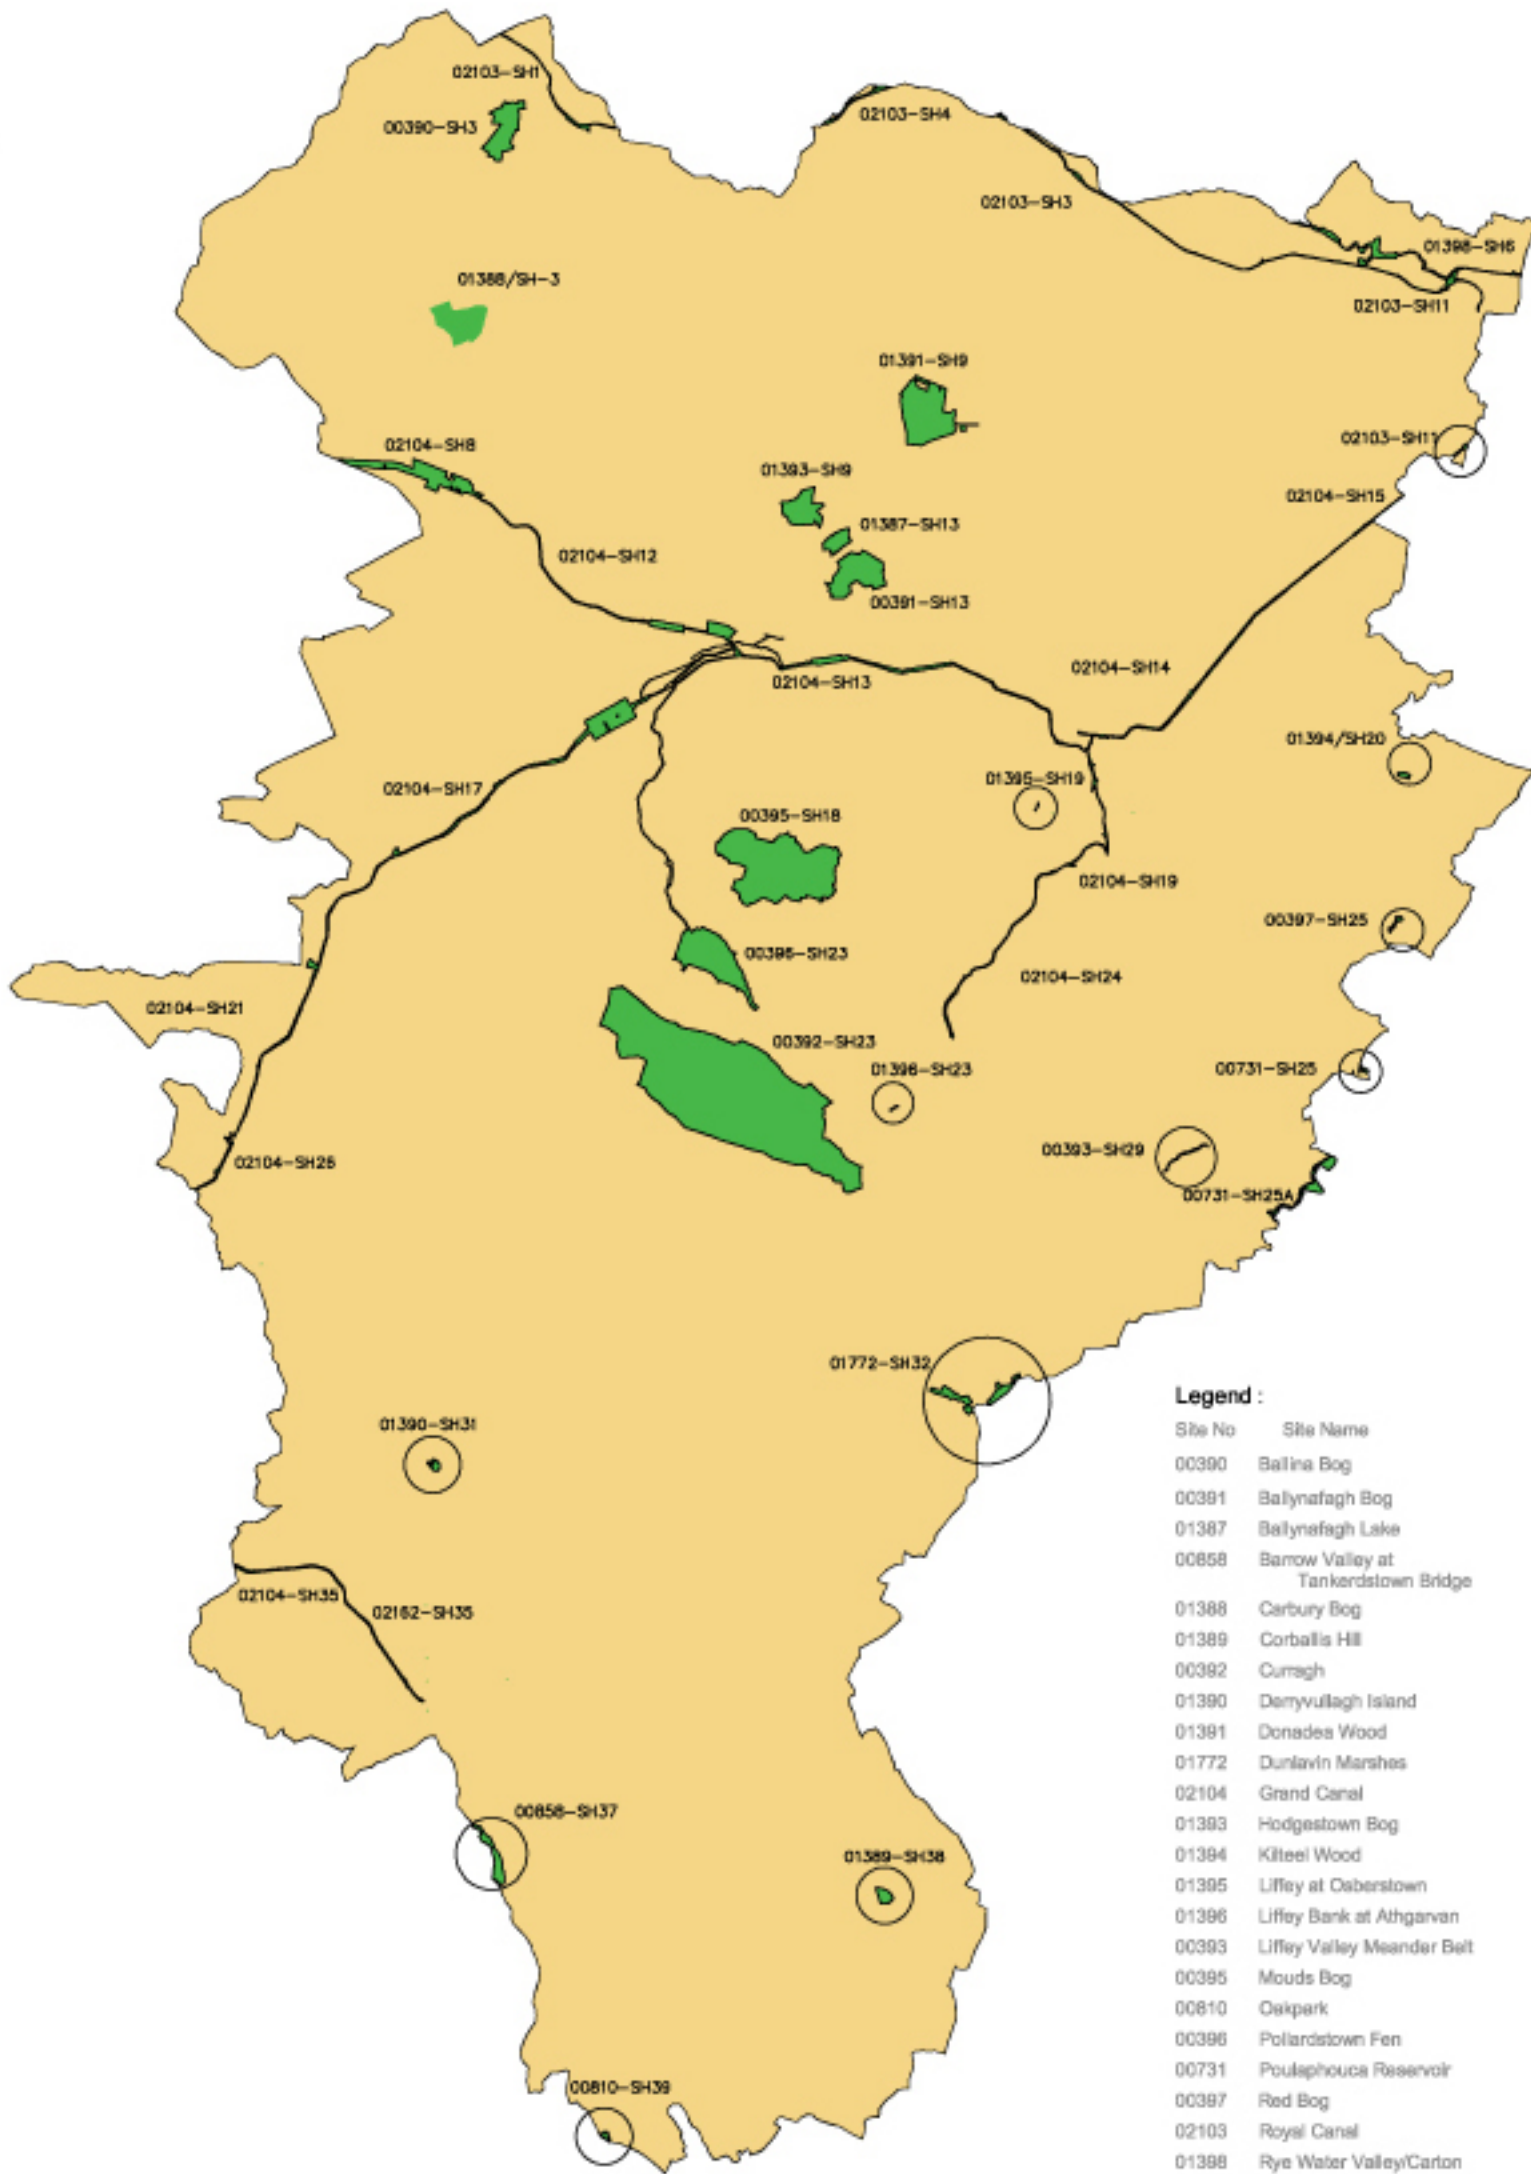 02103-SH1
00390-SH3
02103-SH4
02103-SH3
01398-SH6
01388/SH-3
02103-SH11
01391-SH9
02104-SH8
02103-SH11
01393-SH9
02104-SH15
01387-SH13
02104-SH12
00391-SH13
02104-SH14
02104-SH13
01394/SH20
02104-SH17
01395-SH19
00395-SH18
02104-SH19
00397-SH25
00396-SH23
02104-SH24
02104-SH21
00392-SH23
01396-SH23
00731-SH25
00393-SH29
02104-SH26
00731-SH25A
01772-SH32
01390-SH31
02104-SH35
02162-SH35
00858-SH37
01389-SH38
00810-SH39
Legend :
Site No Site Name
00390 Ballina Bog
00391 Ballynafagh Bog
01387 Ballynafagh Lake
00858 Barrow Valley at
Tankerdstown Bridge
01388 Carbury Bog
01389 Corballis Hill
00392 Curragh
01390 Derryvullagh Island
01391 Donadea Wood
01772 Dunlavin Marshes
02104 Grand Canal
01393 Hodgestown Bog
01394 Kilteel Wood
01395 Liffey at Osberstown
01396 Liffey Bank at Athgarvan
00393 Liffey Valley Meander Belt
00395 Mouds Bog
00810 Oakpark
00396 Pollardstown Fen
00731 Poulaphouca Reservoir
00397 Red Bog
02103 Royal Canal
01398 Rye Water Valley/Carton